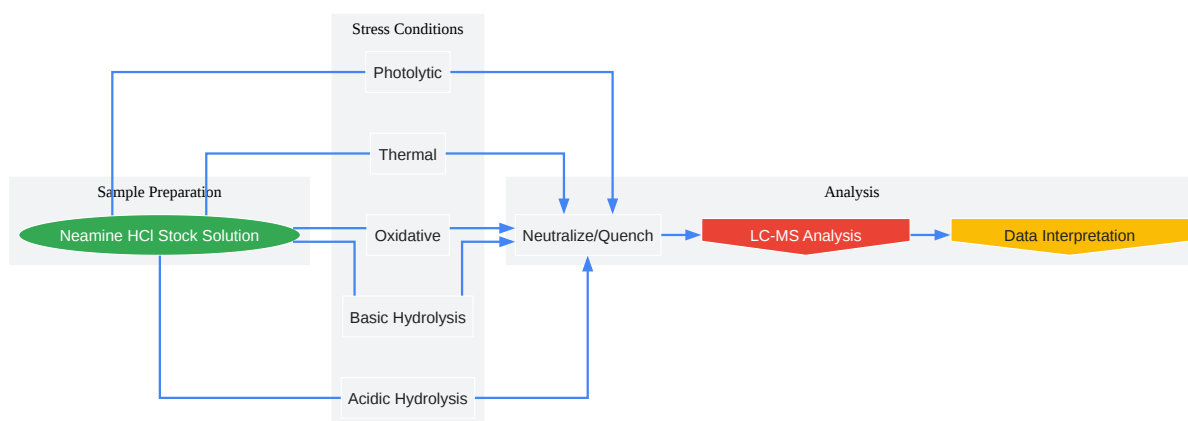 Stress Conditions
Photolytic
Thermal
Sample Preparation
Analysis
Neamine HCl Stock Solution
Oxidative
Neutralize/Quench
LC-MS Analysis
Data Interpretation
Basic Hydrolysis
Acidic Hydrolysis